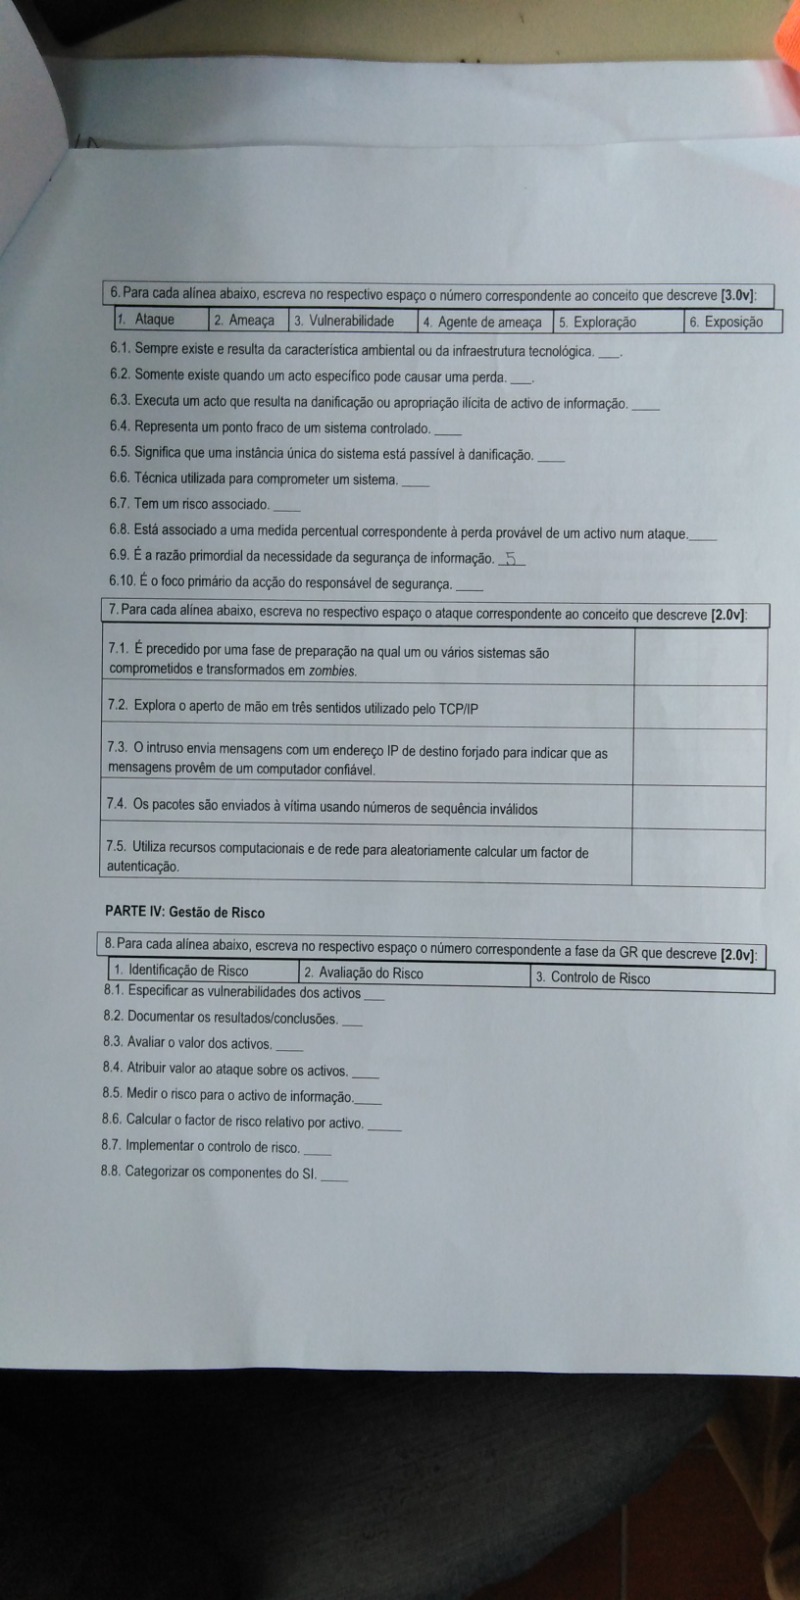 6. Para cada alínea abaixo, escreva no respectivo espaço o número correspondente ao conceito que descreve [3.0v]:
1. Ataque 2. Ameaça 3. Vulnerabilidade 4. Agente de ameaça 5. Exploração 6. Exposição
6.1. Sempre existe e resulta da característica ambiental ou da infraestrutura tecnológica. ____.
6.2. Somente existe quando um acto específico pode causar uma perda. ____.
6.3. Executa um acto que resulta na danificação ou apropriação ilícita de activo de informação. ____
6.4. Representa um ponto fraco de um sistema controlado. ____
6.5. Significa que uma instância única do sistema está passível à danificação. ____
6.6. Técnica utilizada para comprometer um sistema. ____
6.7. Tem um risco associado. ____
6.8. Está associado a uma medida percentual correspondente à perda provável de um activo num ataque.____
6.9. É a razão primordial da necessidade da segurança de informação. 5
6.10. É o foco primário da acção do responsável de segurança. ____
7. Para cada alínea abaixo, escreva no respectivo espaço o ataque correspondente ao conceito que descreve [2.0v]:
7.1. É precedido por uma fase de preparação na qual um ou vários sistemas são
comprometidos e transformados em zombies.
7.2. Explora o aperto de mão em três sentidos utilizado pelo TCP/IP
7.3. O intruso envia mensagens com um endereço IP de destino forjado para indicar que as
mensagens provêm de um computador confiável.
7.4. Os pacotes são enviados à vítima usando números de sequência inválidos
7.5. Utiliza recursos computacionais e de rede para aleatoriamente calcular um factor de
autenticação.
PARTE IV: Gestão de Risco
8. Para cada alínea abaixo, escreva no respectivo espaço o número correspondente a fase da GR que descreve [2.0v]:
1. Identificação de Risco 2. Avaliação do Risco 3. Controlo de Risco
8.1. Especificar as vulnerabilidades dos activos ____
8.2. Documentar os resultados/conclusões. ____
8.3. Avaliar o valor dos activos. ____
8.4. Atribuir valor ao ataque sobre os activos. ____
8.5. Medir o risco para o activo de informação.____
8.6. Calcular o factor de risco relativo por activo. ____
8.7. Implementar o controlo de risco. ____
8.8. Categorizar os componentes do SI. ____